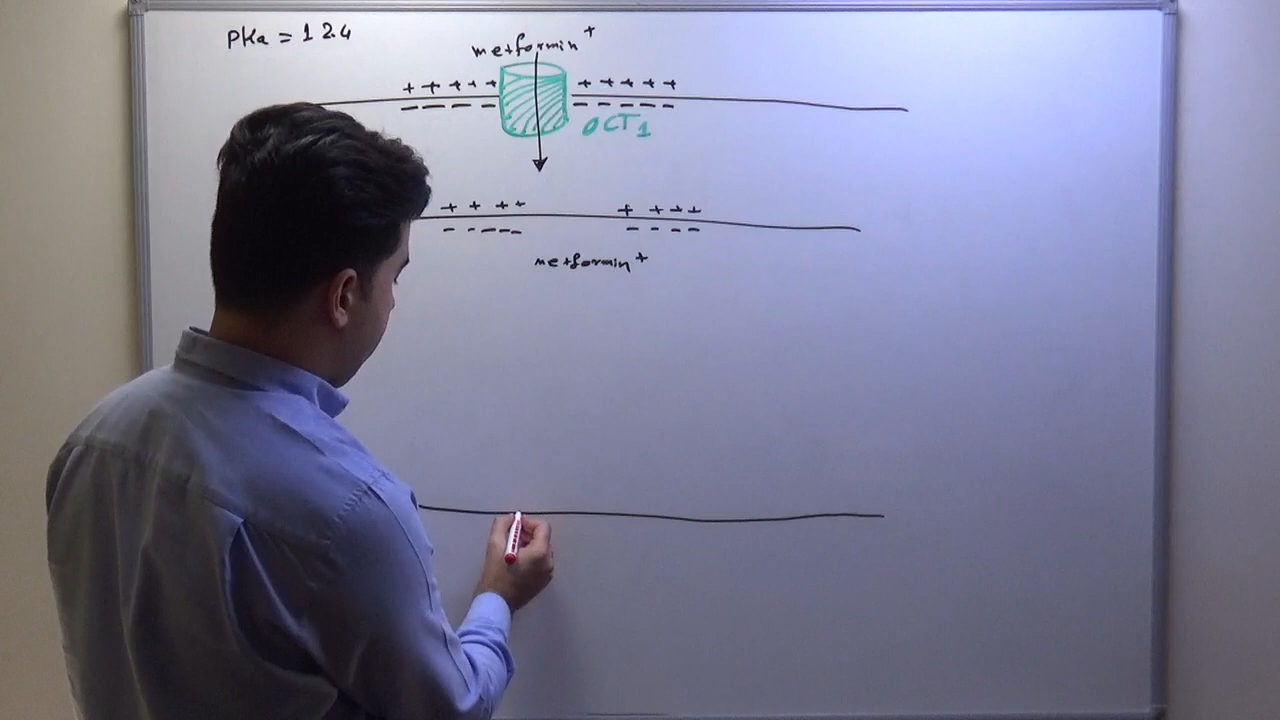 PKa = 12.4
metformin +
+ + + + + + + + + +
- - - - - - - - - -
OCT1
+ + + + + + + +
- - - - - - - -
metformin +